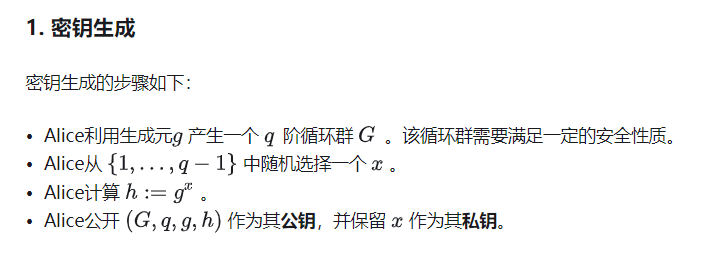 1. 密钥生成
密钥生成的步骤如下：
• Alice利用生成元g 产生一个 q 阶循环群 G 。该循环群需要满足一定的安全性质。
• Alice从 {1, . . . , q − 1} 中随机选择一个 x 。
• Alice计算 h := g^x 。
• Alice公开 (G, q, g, h) 作为其公钥，并保留 x 作为其私钥。